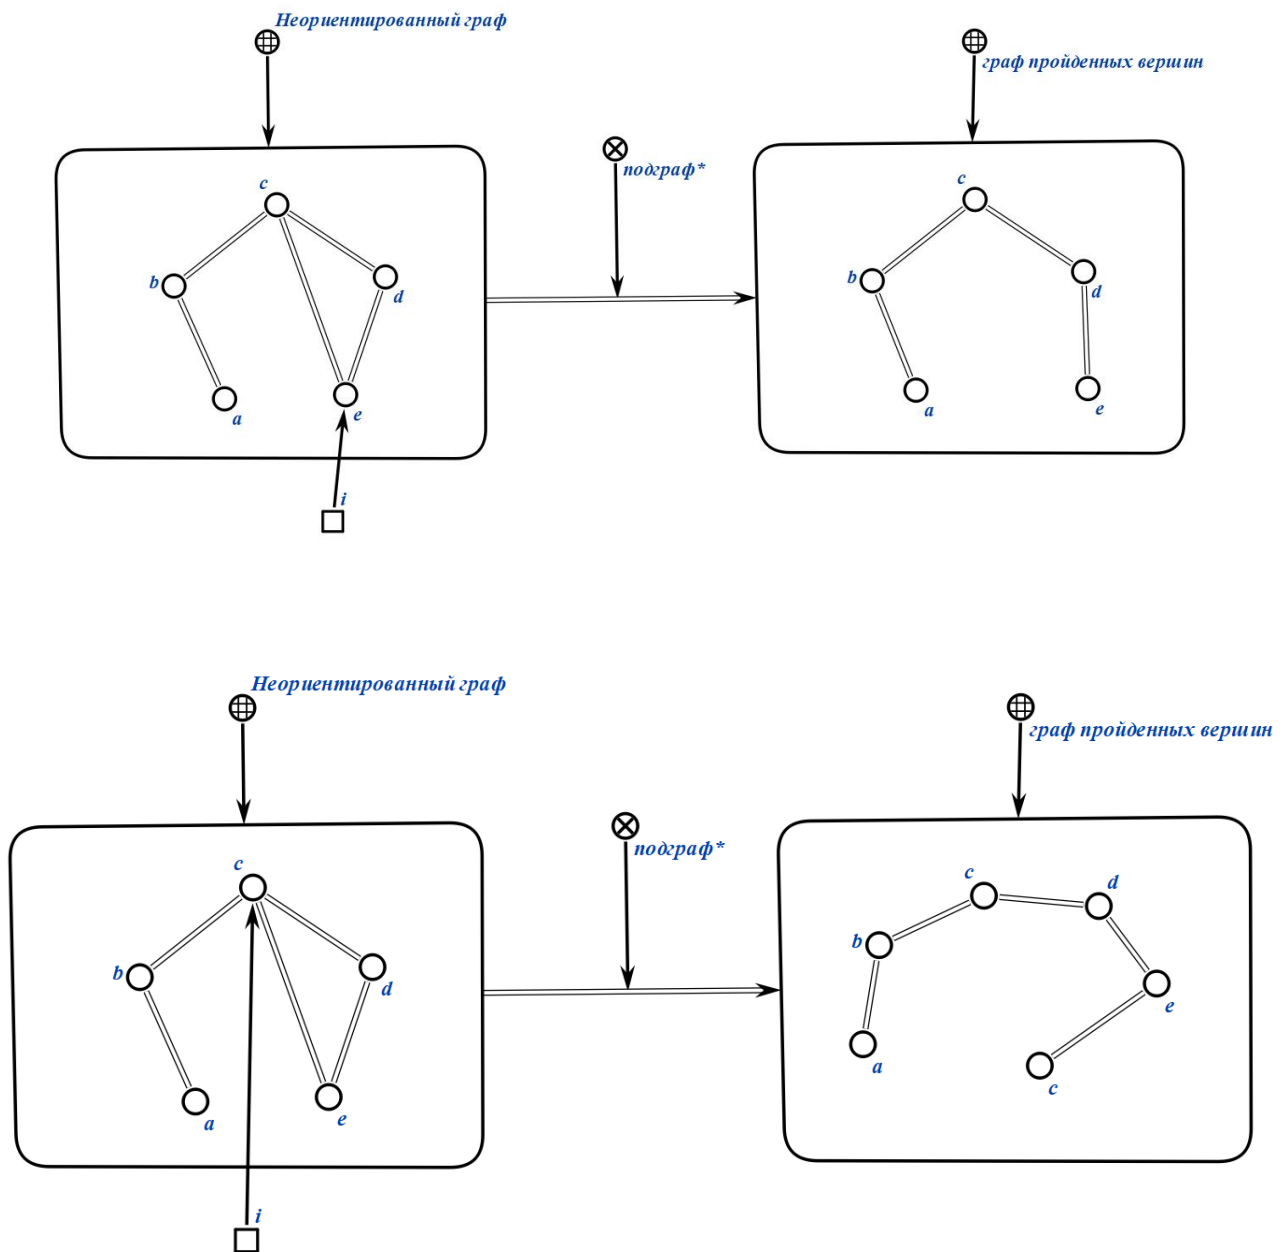 Неориентированный граф
граф пройденных вершин
подграф*
c
b
d
a
e
i
c
b
d
a
e
Неориентированный граф
граф пройденных вершин
подграф*
c
b
d
a
e
i
c
d
b
e
a
c